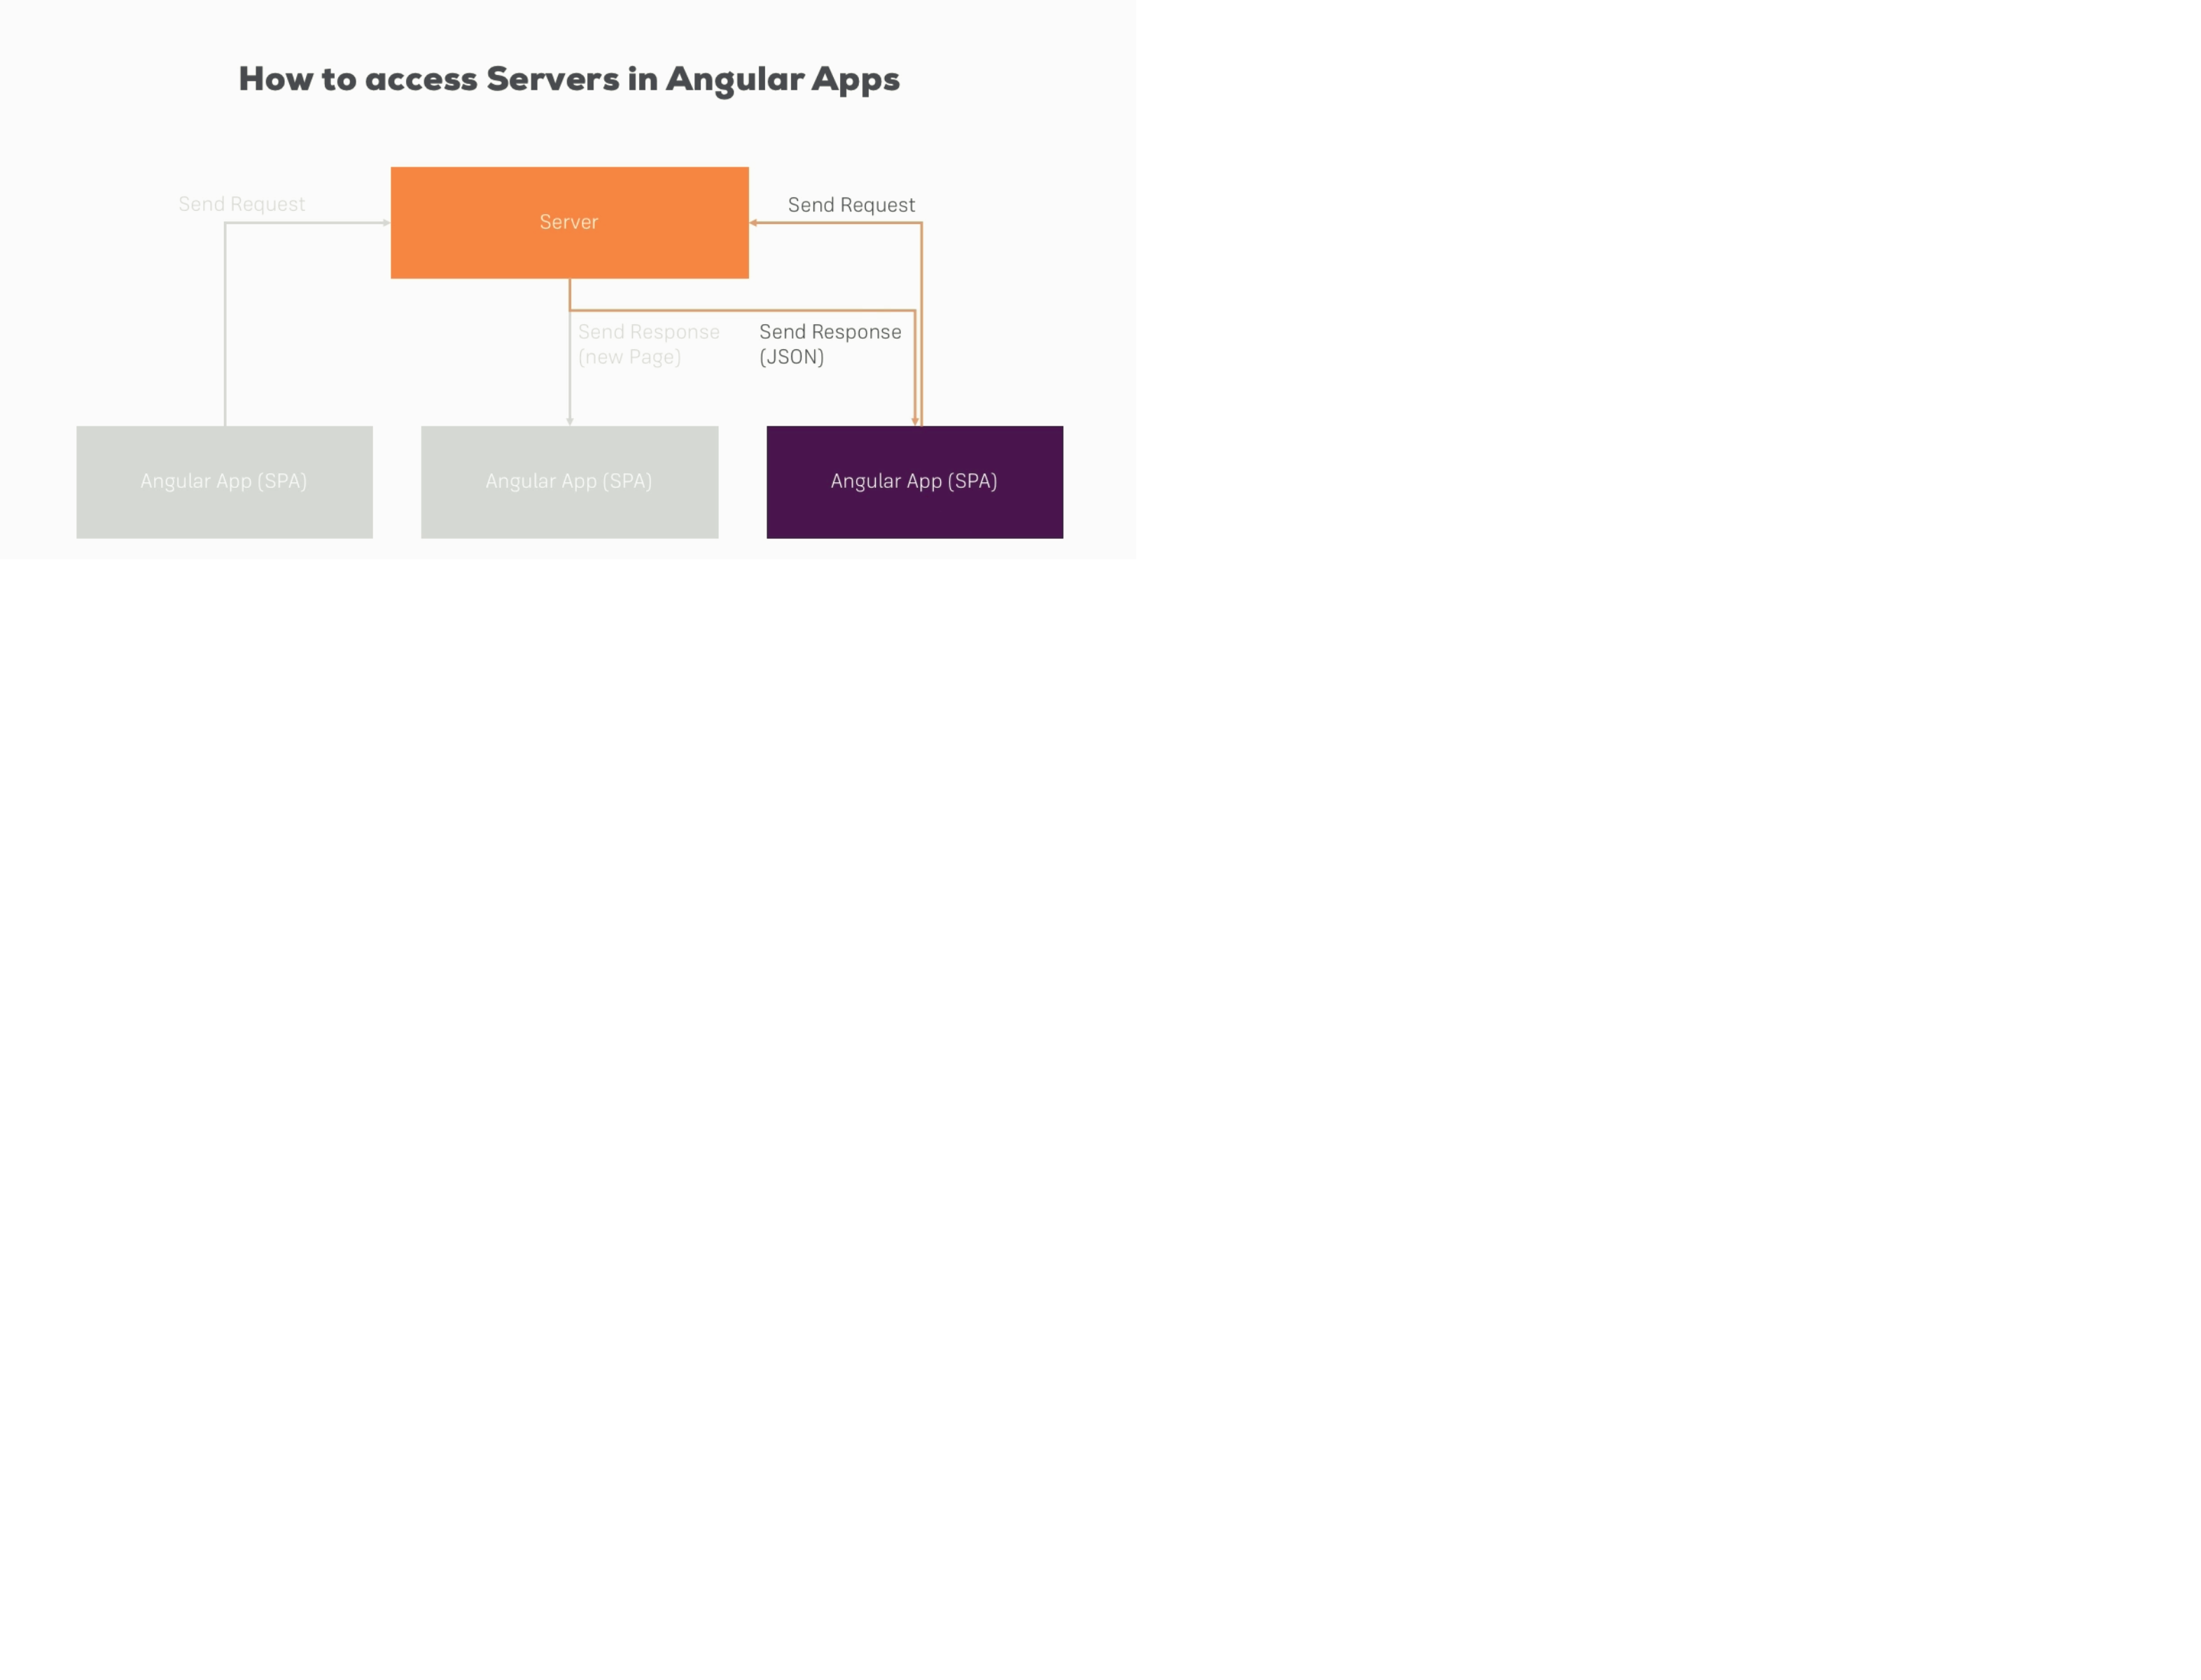 How to access Servers in Angular Apps
Send Request
Server
Send Request
Send Response
(new Page)
Send Response
(JSON)
Angular App (SPA)
Angular App (SPA)
Angular App (SPA)